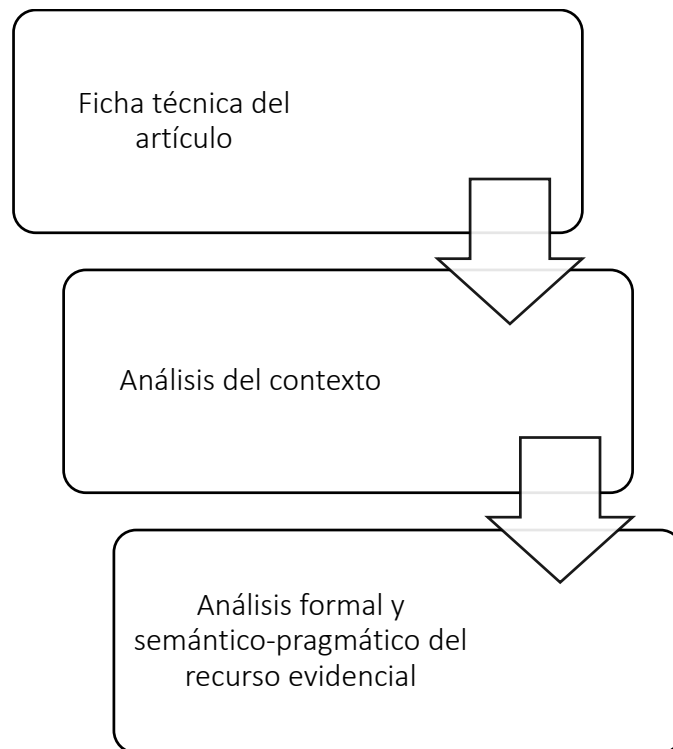 Ficha técnica del
artículo
Análisis del contexto
Análisis formal y
semántico-pragmático del
recurso evidencial